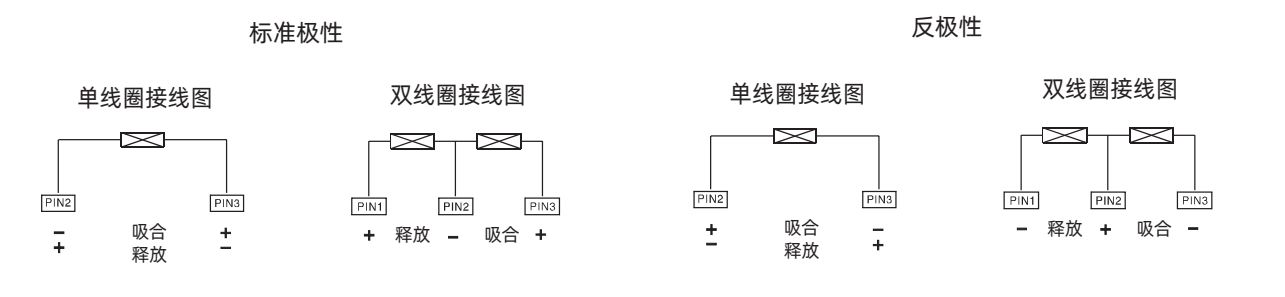 标准极性
反极性
单线圈接线图
双线圈接线图
单线圈接线图
双线圈接线图
PIN2
PIN3
PIN1
PIN2
PIN3
PIN2
PIN3
PIN1
PIN2
PIN3
− 吸合 +
+ 释放 −
+ 释放 − 吸合 +
+ 吸合 −
− 释放 +
− 释放 + 吸合 −